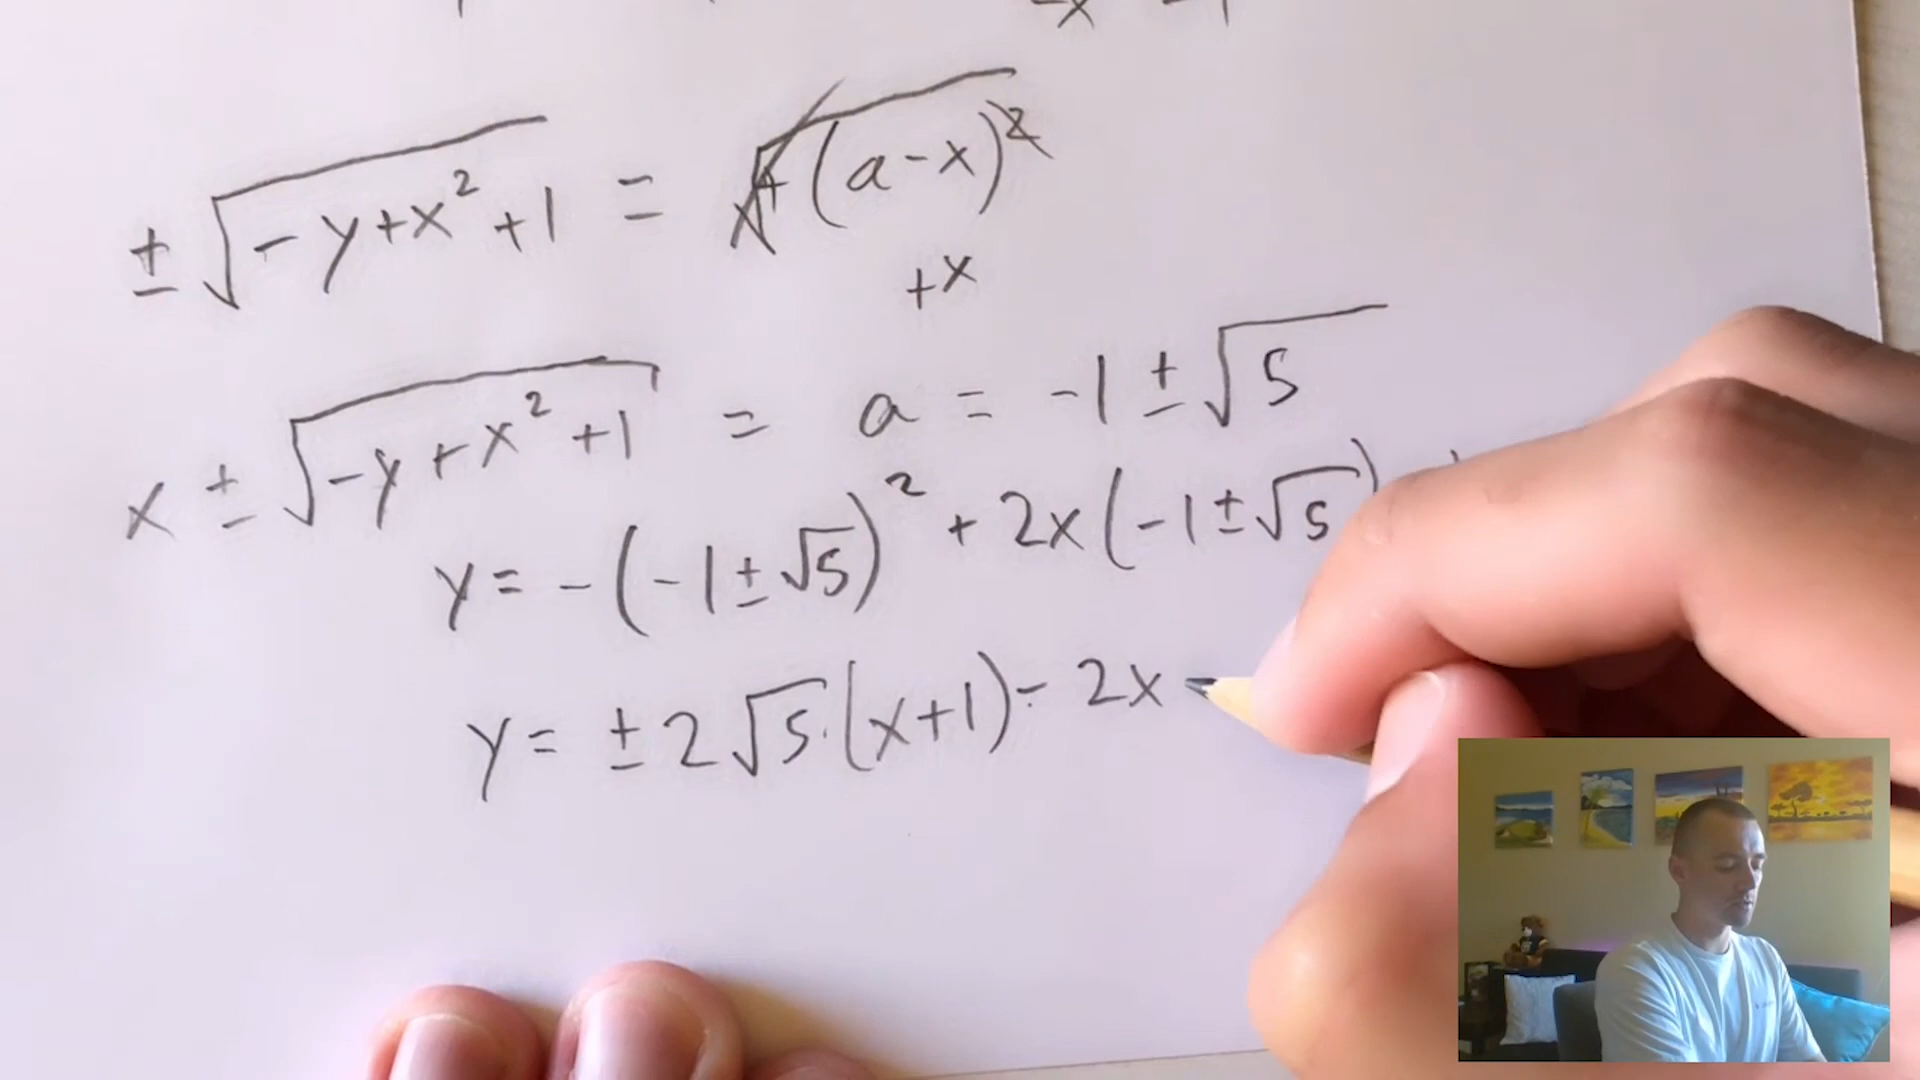 ± √-y+x²+1 = √+(a-x)²
+x
x ± √-y+x²+1 = a = -1 ± √5
y = -(-1±√5)² + 2x(-1±√5)
y = ±2√5·(x+1) - 2x